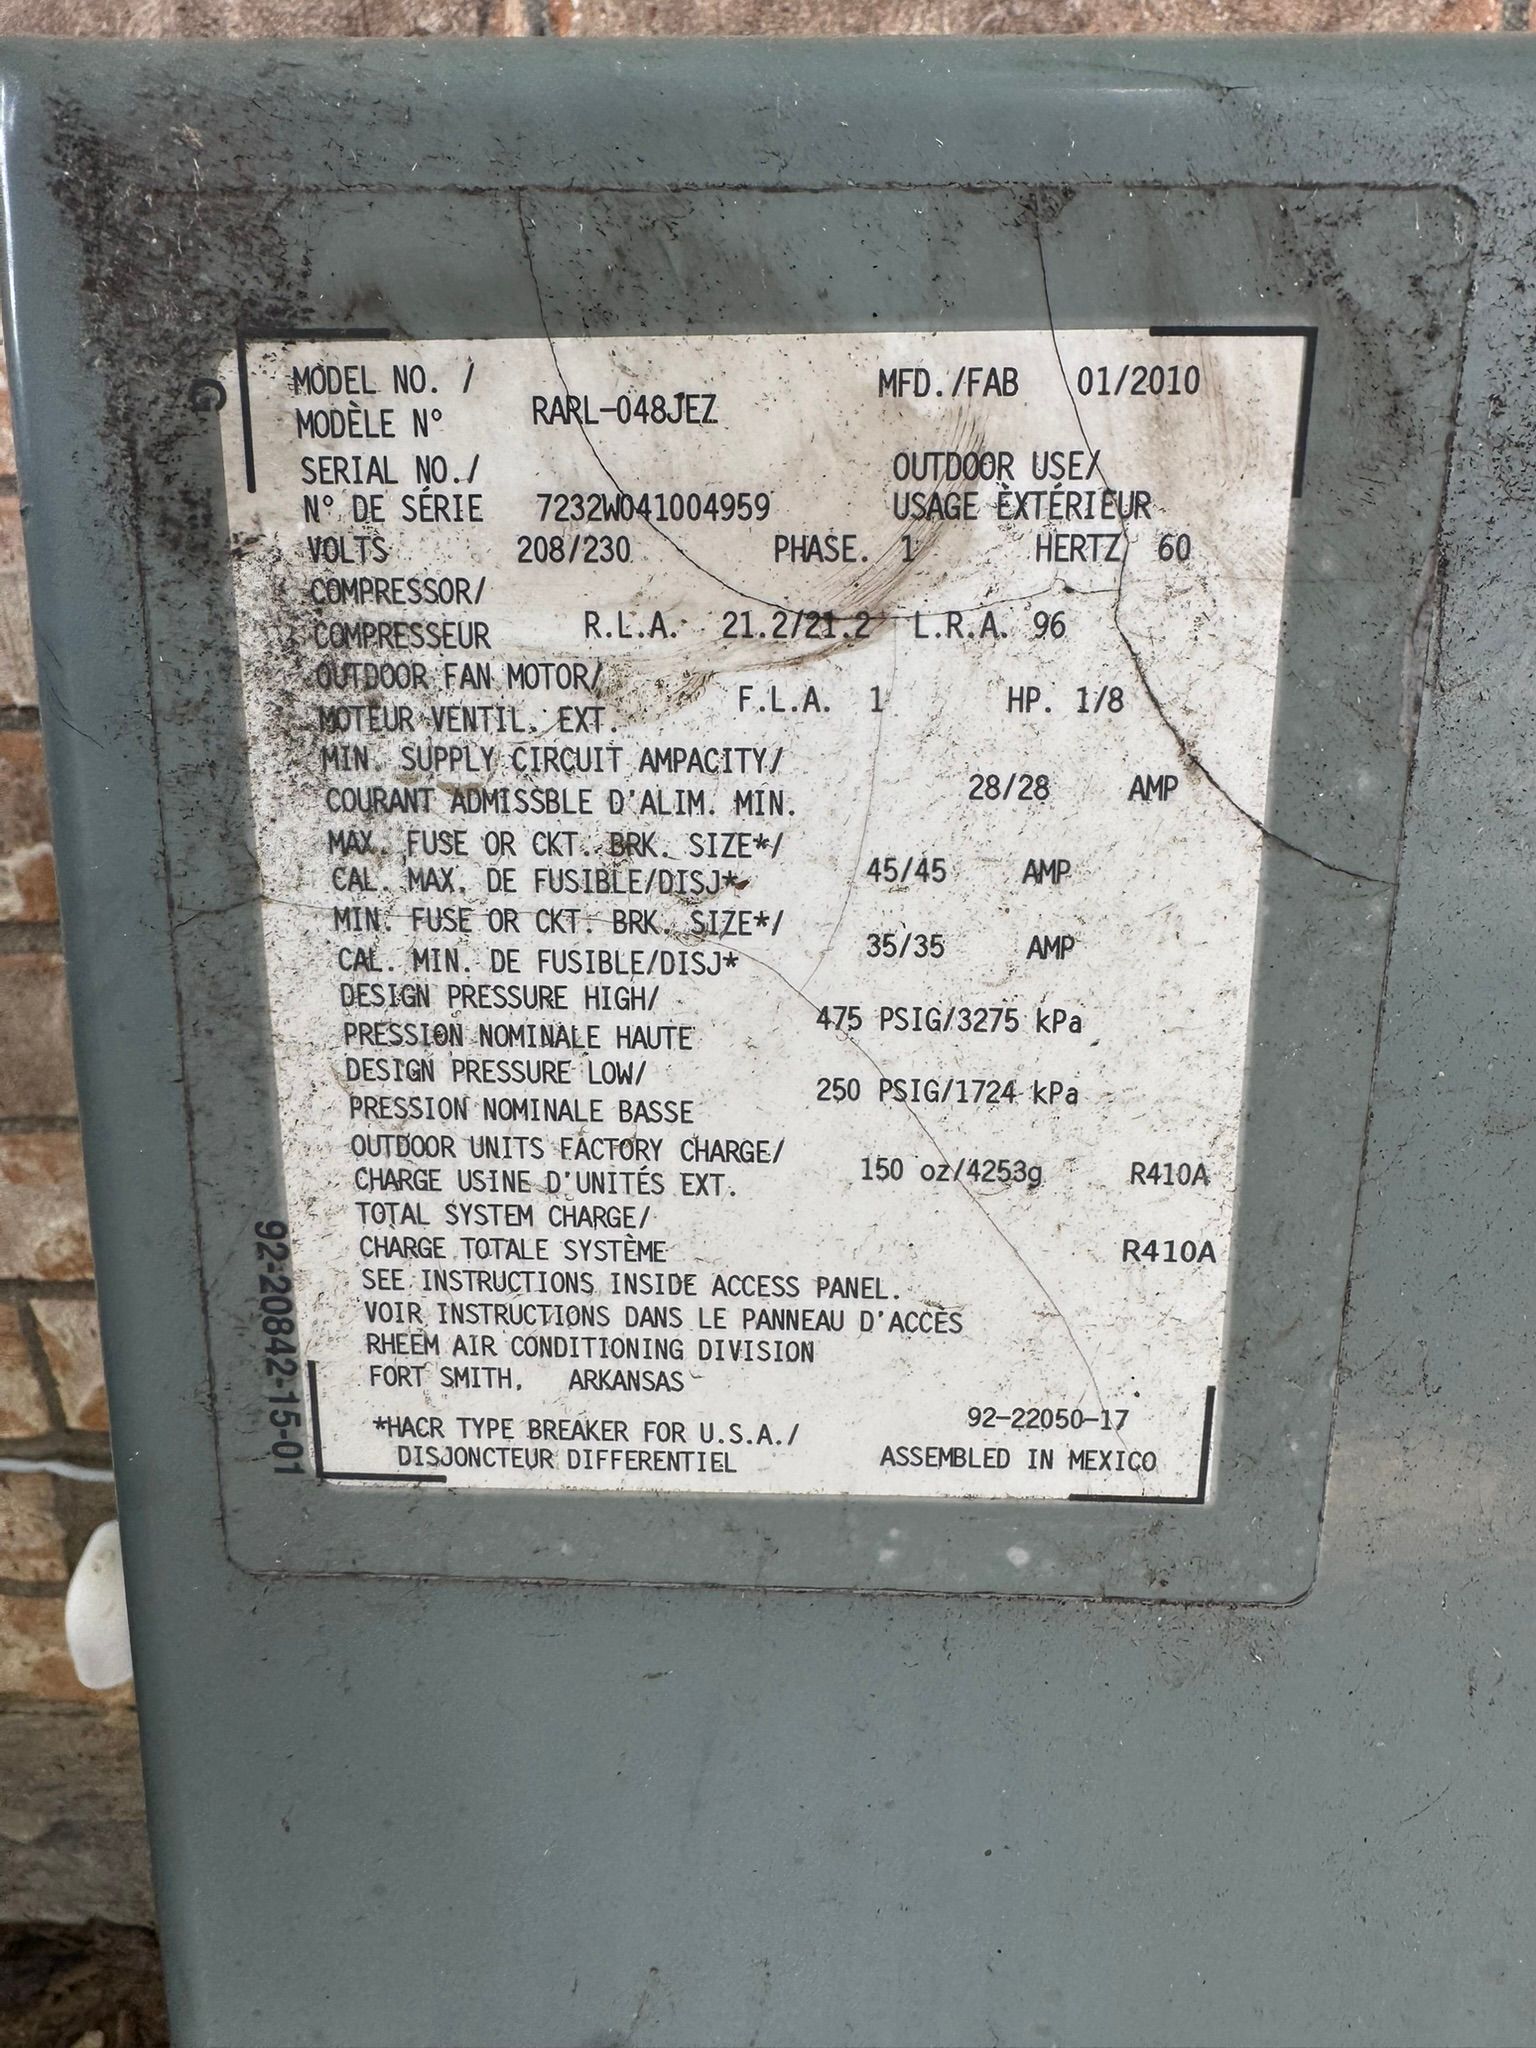 MODEL NO. / MFD./FAB 01/2010
MODÈLE N° RARL-048JEZ
SERIAL NO./ OUTDOOR USE/
N° DE SÉRIE 7232W041004959 USAGE ÈXTÉRIEUR
VOLTS 208/230 PHASE. 1 HERTZ 60
COMPRESSOR/
COMPRESSEUR R.L.A. 21.2/21.2 L.R.A. 96
OUTDOOR FAN MOTOR/
MOTEUR VENTIL. EXT. F.L.A. 1 HP. 1/8
MIN. SUPPLY CIRCUIT AMPACITY/
COURANT ADMISSBLE D'ALIM. MIN. 28/28 AMP
MAX. FUSE OR CKT. BRK. SIZE*/
CAL. MAX. DE FUSIBLE/DISJ* 45/45 AMP
MIN. FUSE OR CKT. BRK. SIZE*/
CAL. MIN. DE FUSIBLE/DISJ* 35/35 AMP
DESIGN PRESSURE HIGH/
PRESSION NOMINALE HAUTE 475 PSIG/3275 kPa
DESIGN PRESSURE LOW/
PRESSION NOMINALE BASSE 250 PSIG/1724 kPa
OUTDOOR UNITS FACTORY CHARGE/
CHARGE USINE D'UNITÉS EXT. 150 oz/4253g R410A
TOTAL SYSTEM CHARGE/
CHARGE TOTALE SYSTÈME R410A
SEE INSTRUCTIONS INSIDE ACCESS PANEL.
VOIR INSTRUCTIONS DANS LE PANNEAU D'ACCÈS
RHEEM AIR CONDITIONING DIVISION
FORT SMITH, ARKANSAS
92-22050-17
*HACR TYPE BREAKER FOR U.S.A./
DISJONCTEUR DIFFERENTIEL ASSEMBLED IN MEXICO
G
92-20842-15-01